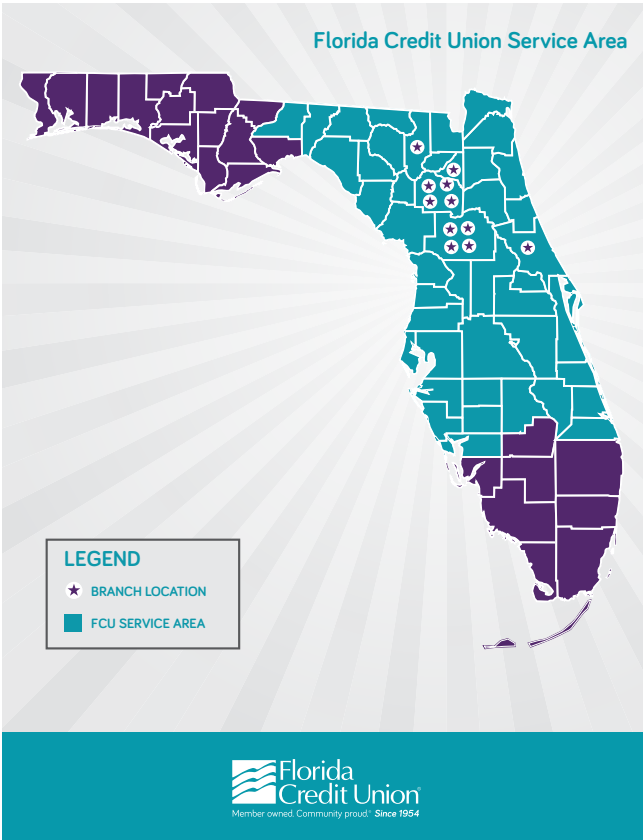 Florida Credit Union Service Area
LEGEND
BRANCH LOCATION
FCU SERVICE AREA
Florida
Credit Union®
Member owned. Community proud.® Since 1954